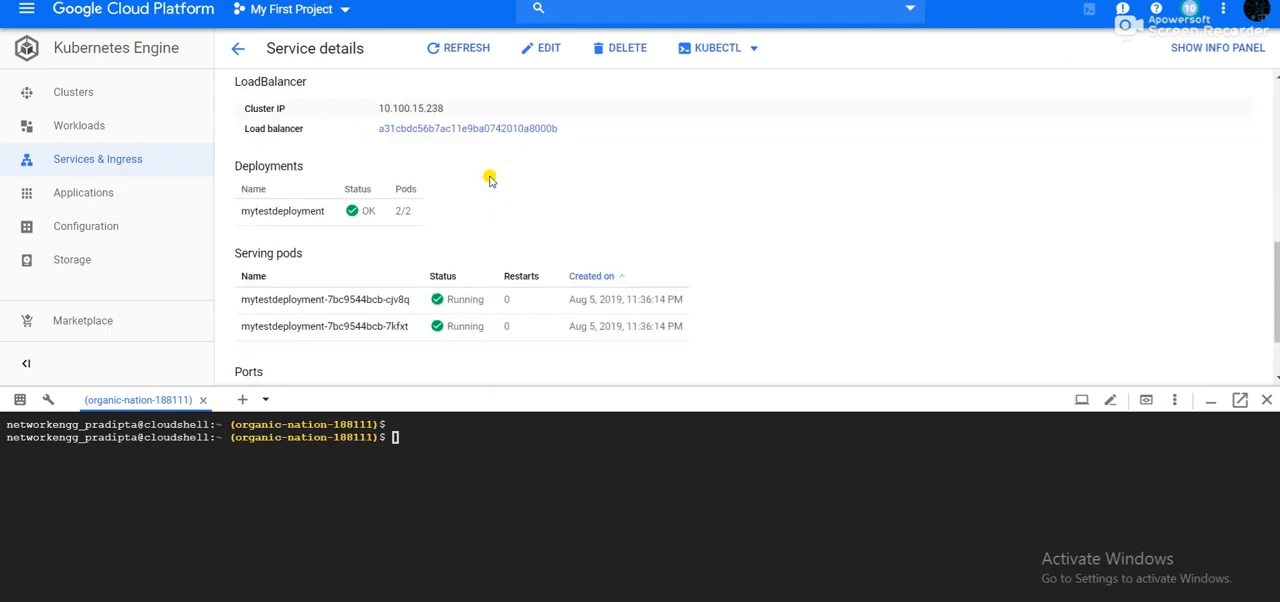 Google Cloud Platform My First Project 10
Apowersoft
Screen Recorder
Kubernetes Engine Service details REFRESH EDIT DELETE KUBECTL SHOW INFO PANEL
LoadBalancer
Clusters
Cluster IP 10.100.15.238
Workloads
Load balancer a31cbdc56b7ac11e9ba0742010a8000b
Services & Ingress
Deployments
Name Status Pods
Applications
mytestdeployment OK 2/2
Configuration
Serving pods
Storage
Name Status Restarts Created on
mytestdeployment-7bc9544bcb-cjv8q Running 0 Aug 5, 2019, 11:36:14 PM
Marketplace
mytestdeployment-7bc9544bcb-7kfxt Running 0 Aug 5, 2019, 11:36:14 PM
Ports
(organic-nation-188111)
networkengg_pradipta@cloudshell:~ (organic-nation-188111)$
networkengg_pradipta@cloudshell:~ (organic-nation-188111)$
Activate Windows
Go to Settings to activate Windows.